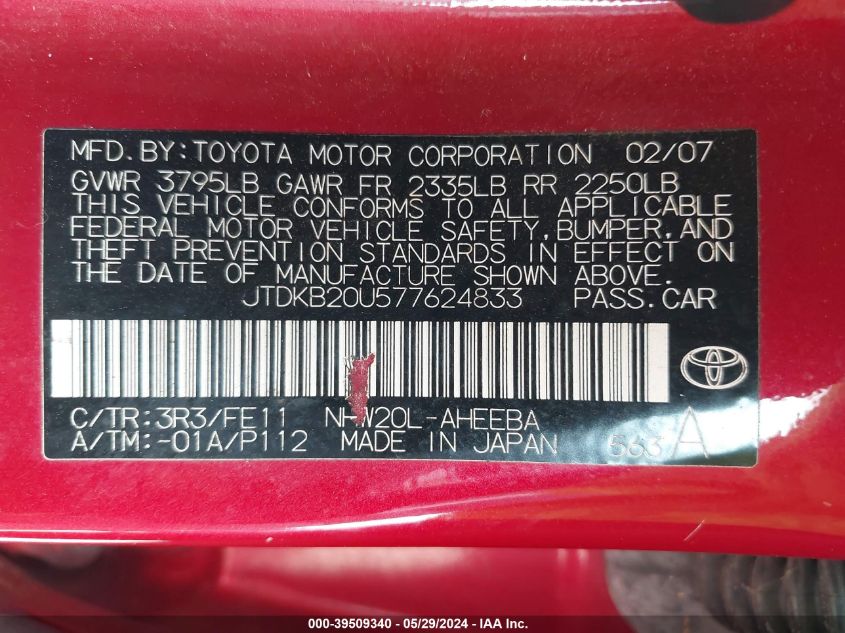 MFD. BY: TOYOTA MOTOR CORPORATION 02/07
GVWR 3795LB GAWR FR 2335LB RR 2250LB
THIS VEHICLE CONFORMS TO ALL APPLICABLE
FEDERAL MOTOR VEHICLE SAFETY, BUMPER, AND
THEFT PREVENTION STANDARDS IN EFFECT ON
THE DATE OF MANUFACTURE SHOWN ABOVE.
JTDKB20U577624833 PASS. CAR
C/TR: 3R3/FE11 NHW20L-AHEEBA
A/TM: -01A/P112 MADE IN JAPAN 563 A
000-39509340 - 05/29/2024 - IAA Inc.